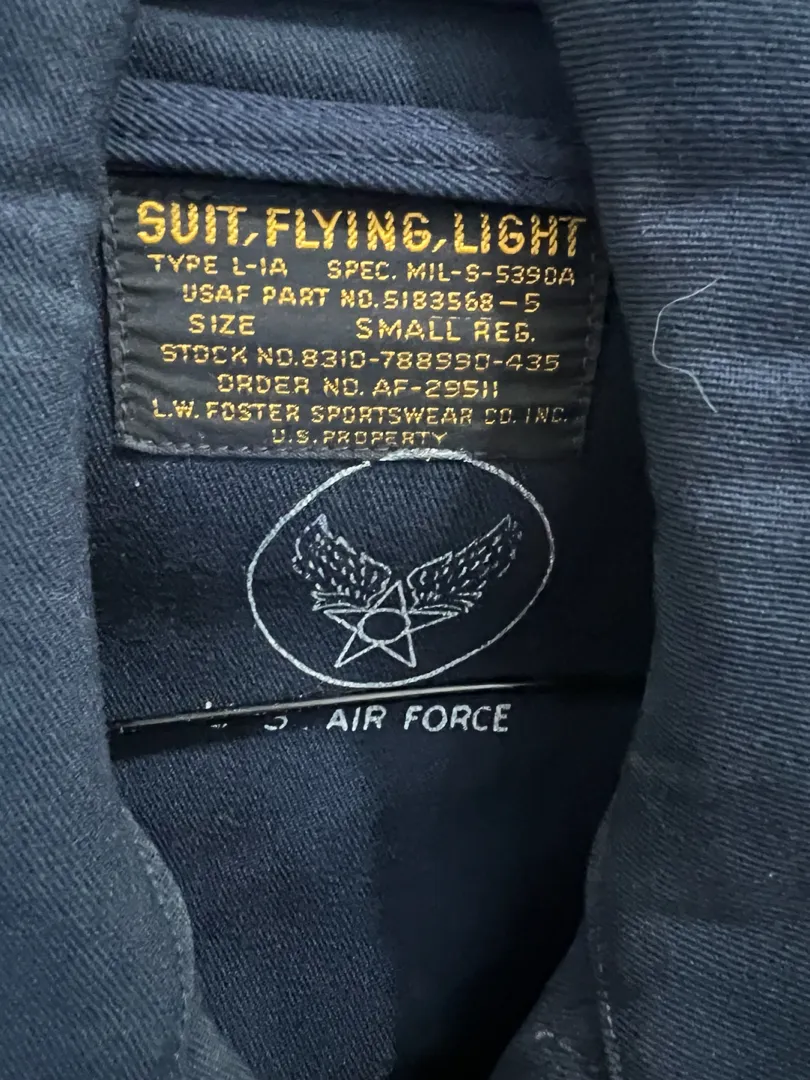 SUIT, FLYING, LIGHT
TYPE L-1A SPEC. MIL-S-5390A
USAF PART NO. 5183568-5
SIZE SMALL REG.
STOCK NO. 8310-788990-435
ORDER NO. AF-29511
L.W. FOSTER SPORTSWEAR CO. INC.
U.S. PROPERTY
AIR FORCE